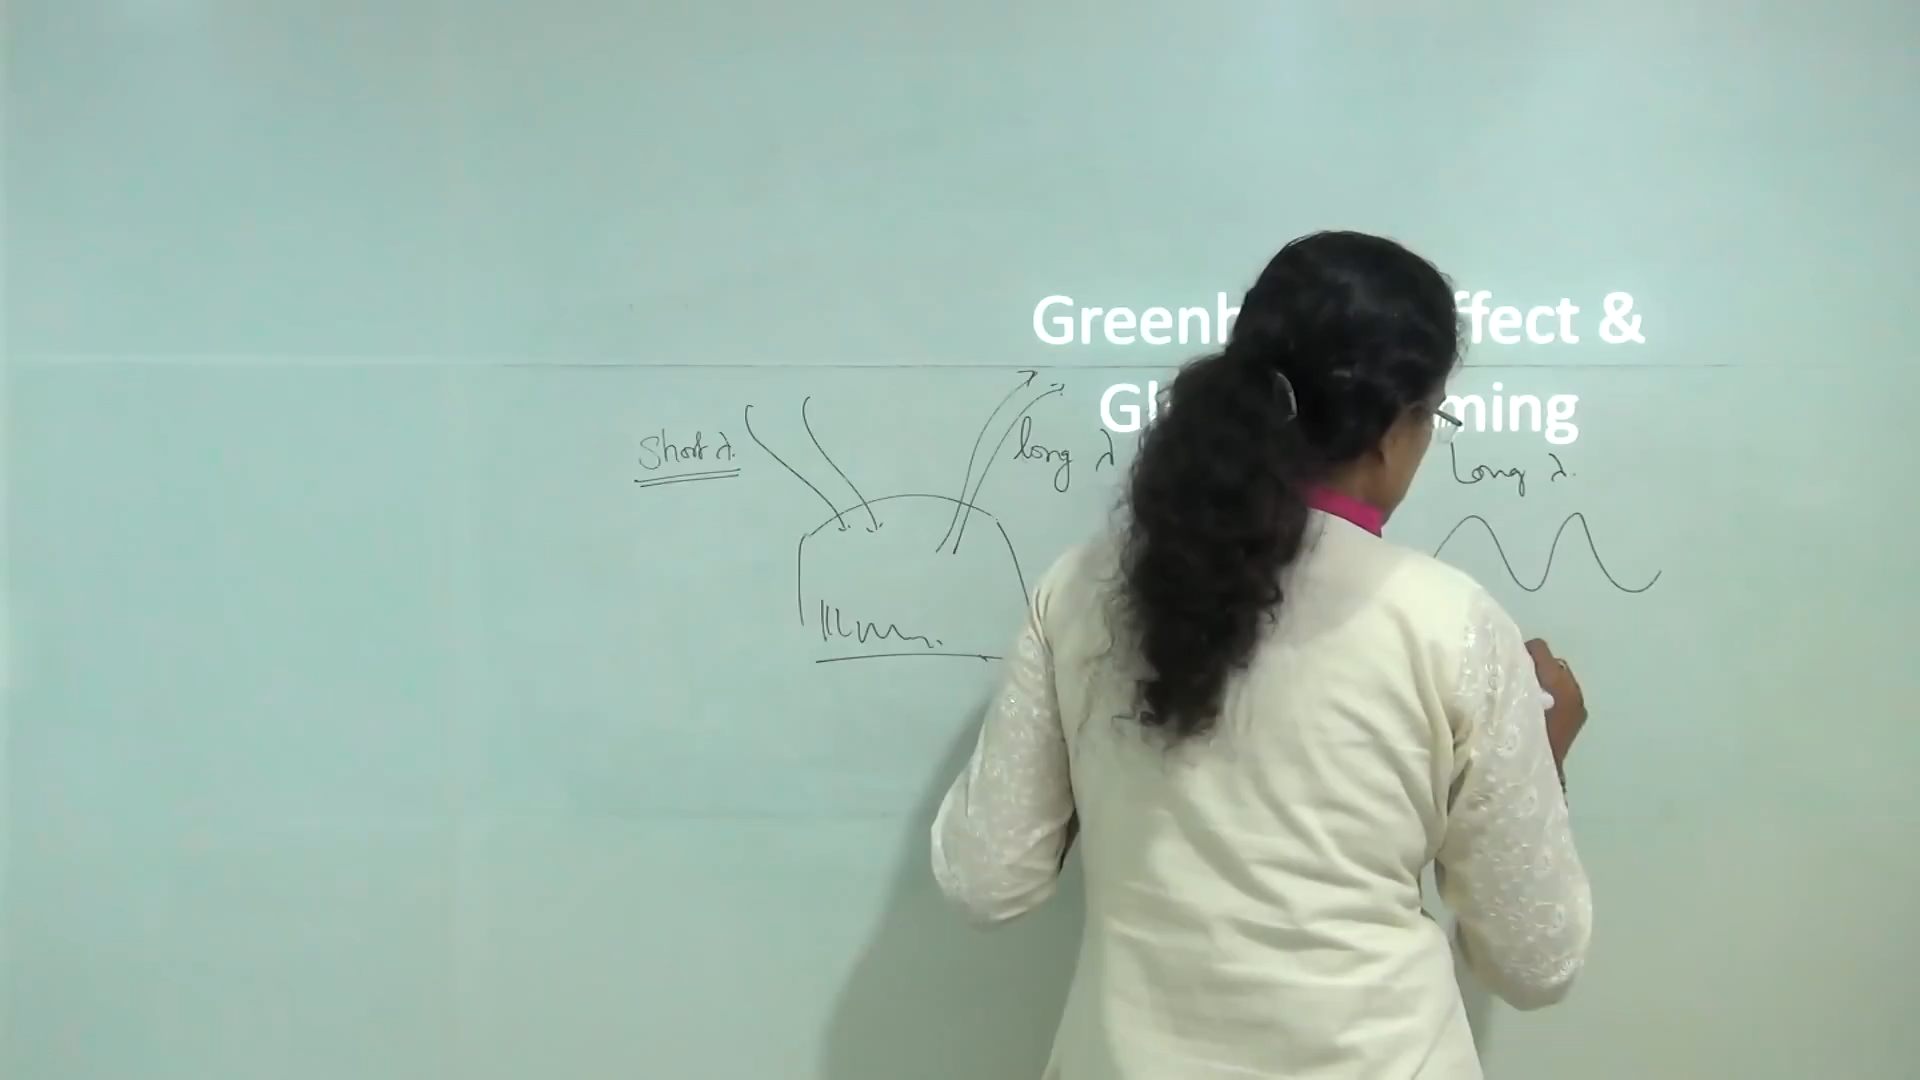 Greenh ffect &
Gl ming
Short λ.
long λ
Long λ.